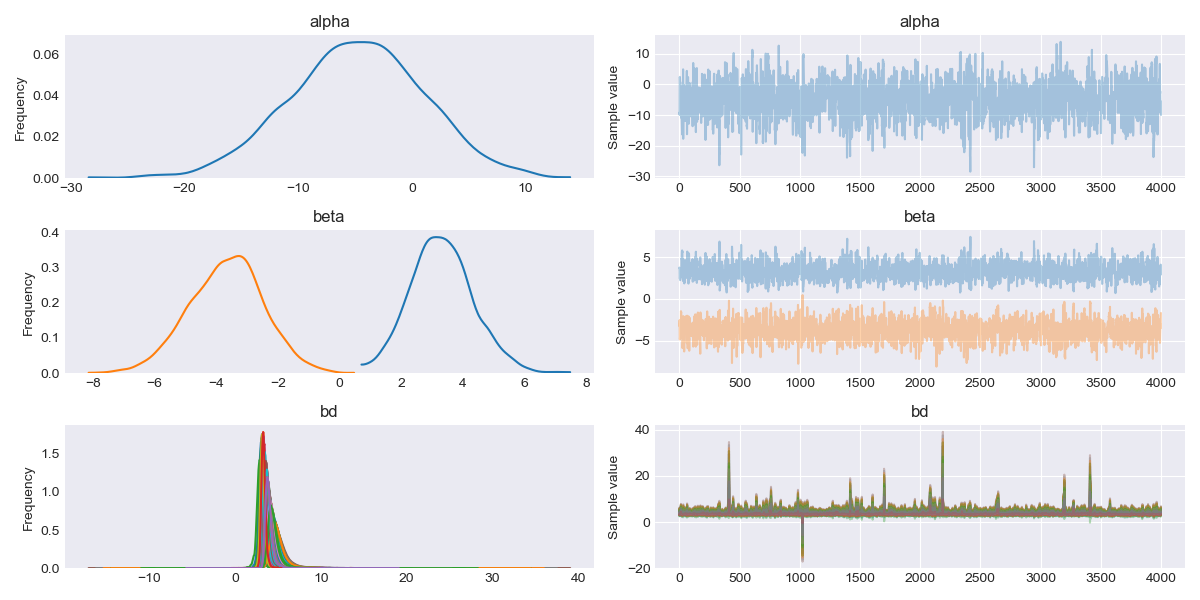 alpha
alpha
Frequency
0.06
0.04
0.02
0.00
−30 −20 −10 0 10
Sample value
10
0
−10
−20
−30
0 500 1000 1500 2000 2500 3000 3500 4000
beta
beta
Frequency
0.4
0.3
0.2
0.1
0.0
−8 −6 −4 −2 0 2 4 6 8
Sample value
5
0
−5
0 500 1000 1500 2000 2500 3000 3500 4000
bd
bd
Frequency
1.5
1.0
0.5
0.0
−10 0 10 20 30 40
Sample value
40
20
0
−20
0 500 1000 1500 2000 2500 3000 3500 4000